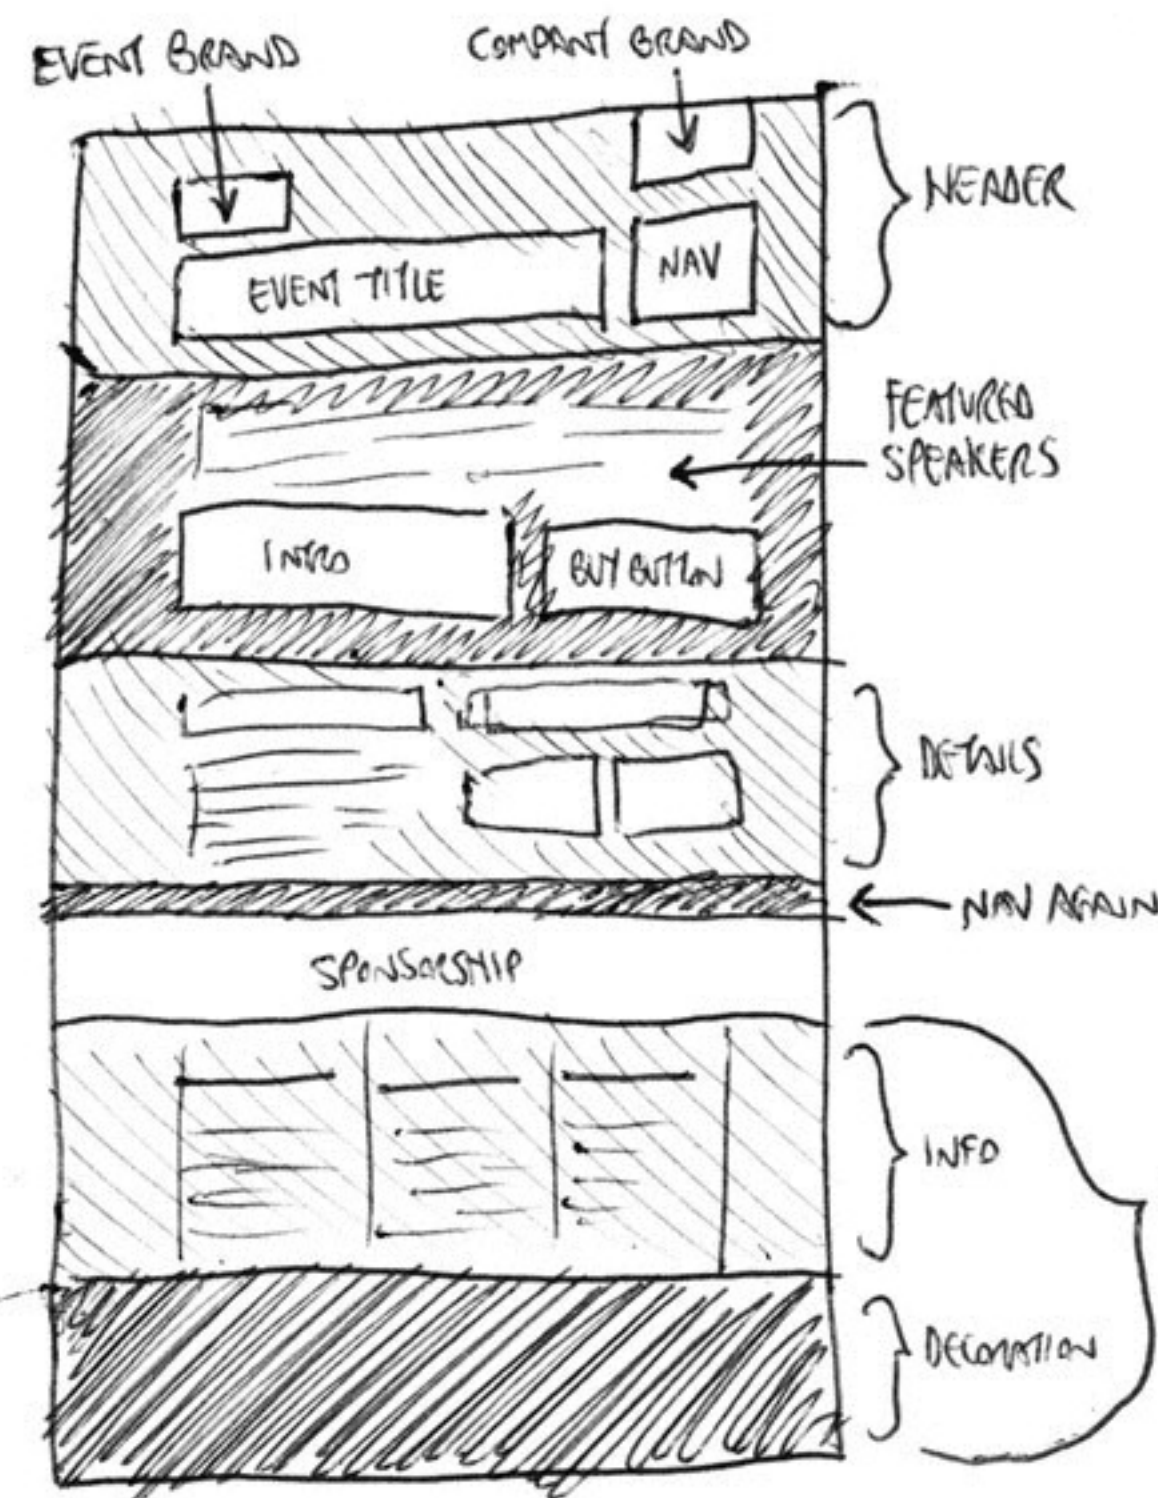 EVENT BRAND
COMPANY BRAND
HEADER
EVENT TITLE
NAV
FEATURED
SPEAKERS
INTRO
BUY BUTTON
DETAILS
NAV AGAIN
SPONSORSHIP
INFO
DECORATION